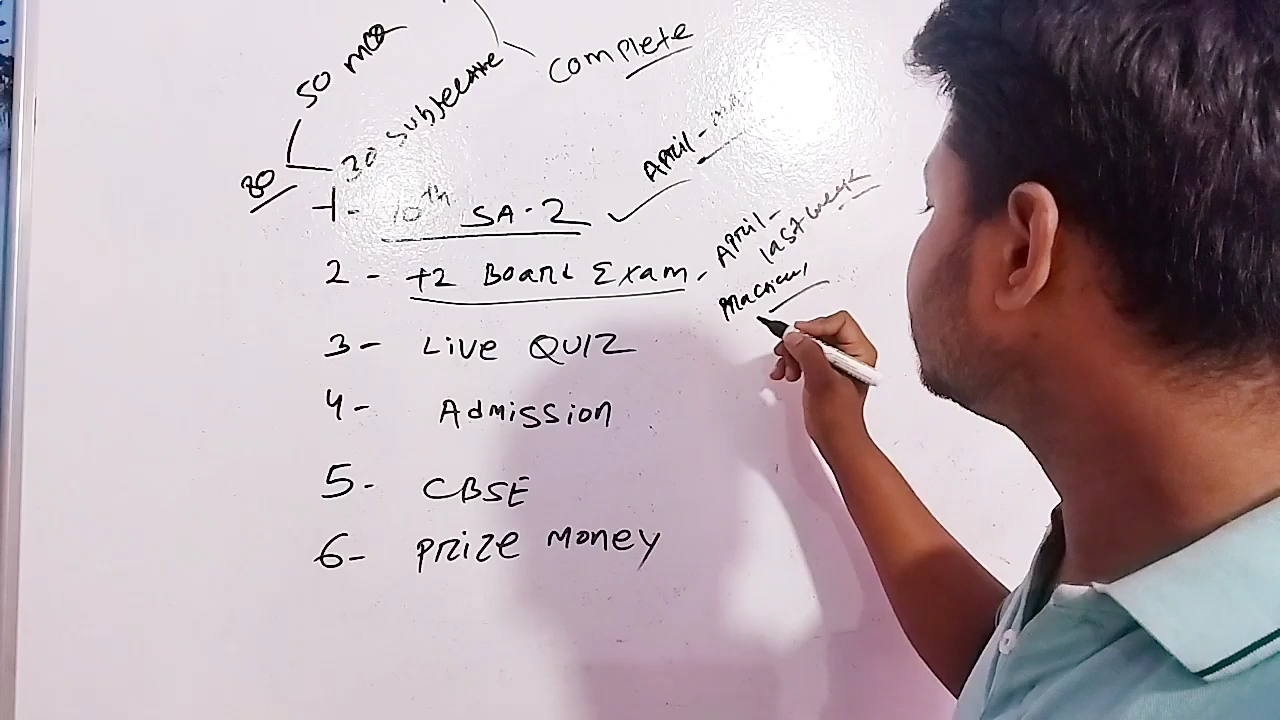 50 MCQ
complete
30 subjective
80
1- 10th SA-2
April -
2 - +2 Board Exam,
April -
last week
Practical
3- Live QUIZ
4- Admission
5- CBSE
6- Prize money